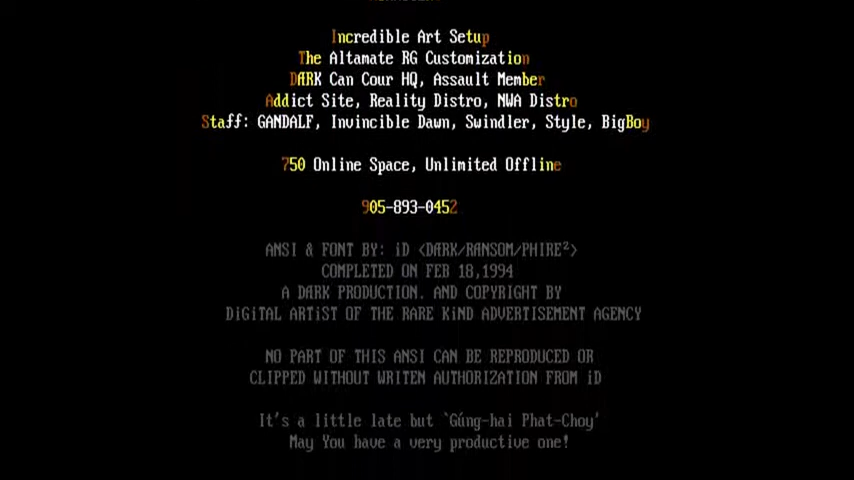 Incredible Art Setup
The Altamate RG Customization
DARK Can Cour HQ, Assault Member
Addict Site, Reality Distro, NWA Distro
Staff: GANDALF, Invincible Dawn, Swindler, Style, BigBoy
750 Online Space, Unlimited Offline
905-893-0452
ANSI & FONT BY: iD <DARK/RANSOM/PHIRE²>
COMPLETED ON FEB 18,1994
A DARK PRODUCTION. AND COPYRIGHT BY
DiGiTAL ARTiST OF THE RARE KiND ADVERTISEMENT AGENCY
NO PART OF THIS ANSI CAN BE REPRODUCED OR
CLIPPED WITHOUT WRITEN AUTHORIZATION FROM iD
It's a little late but `Gúng-hai Phat-Choy'
May You have a very productive one!